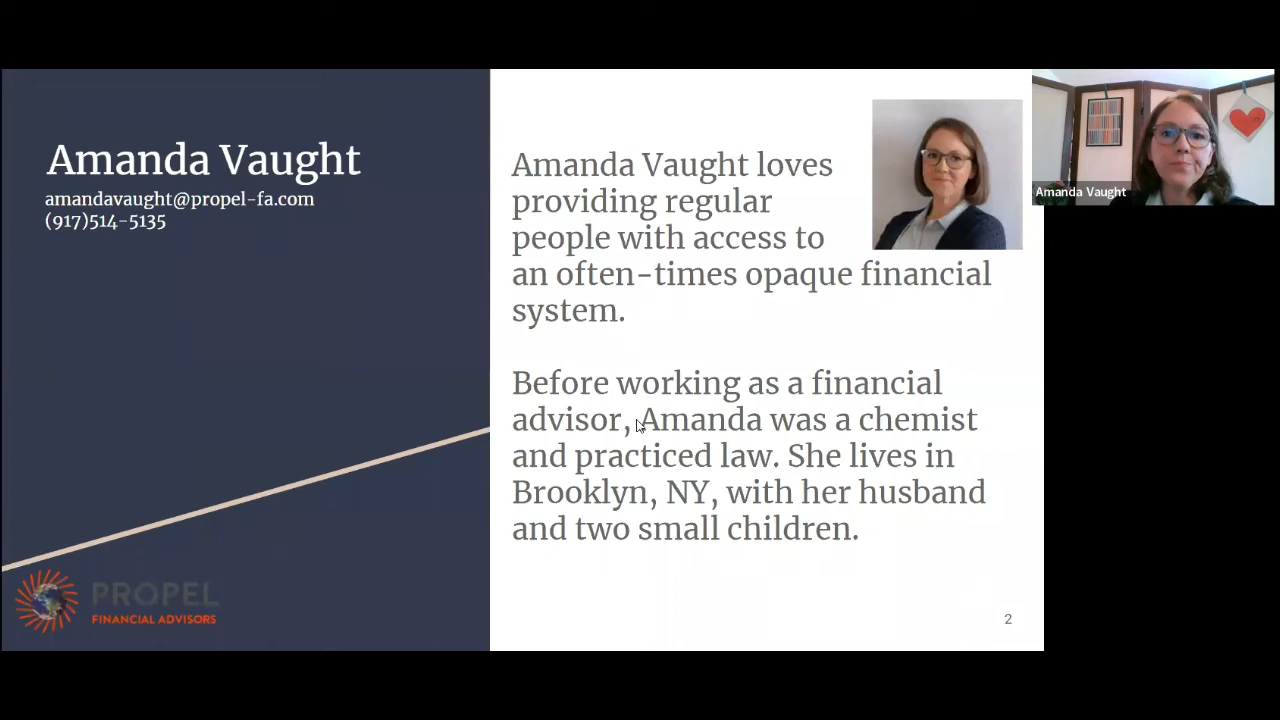 Amanda Vaught
amandavaught@propel-fa.com
(917)514-5135
Amanda Vaught loves
providing regular
people with access to
an often-times opaque financial
system.
Before working as a financial
advisor, Amanda was a chemist
and practiced law. She lives in
Brooklyn, NY, with her husband
and two small children.
PROPEL
FINANCIAL ADVISORS
2
Amanda Vaught